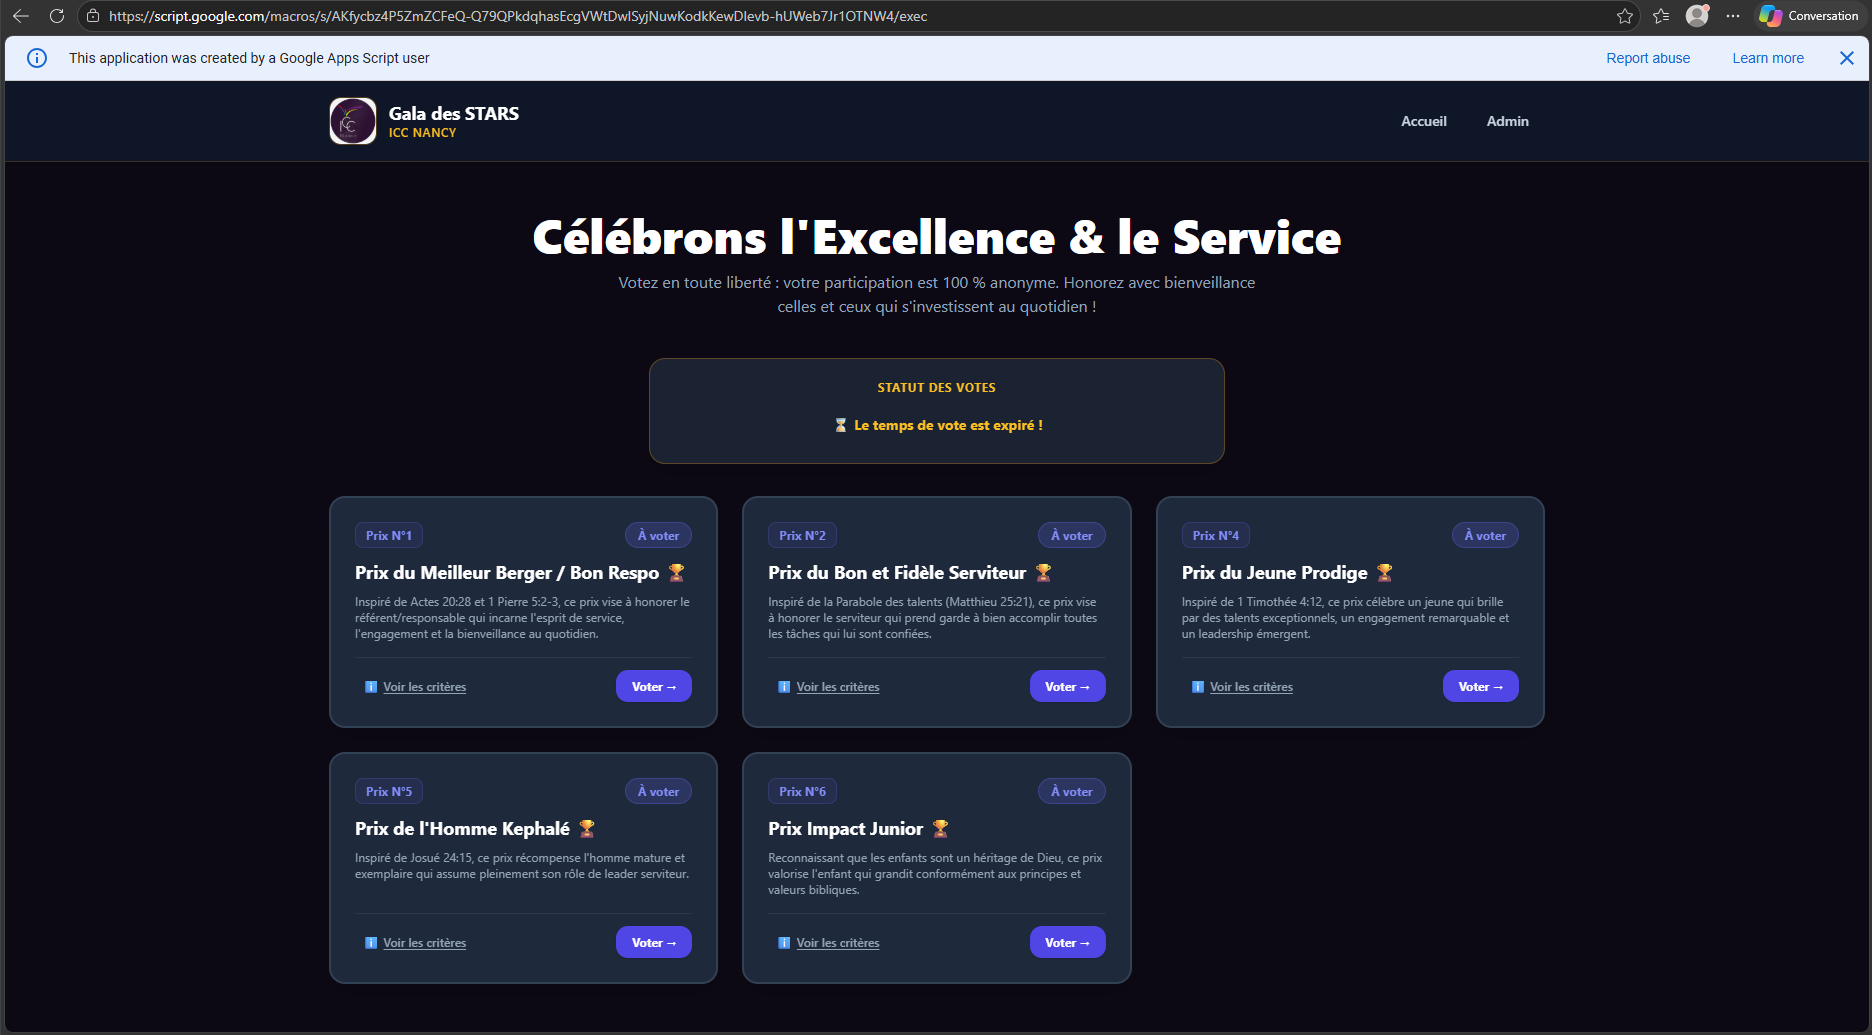 https://script.google.com/macros/s/AKfycbz4P5ZmZCFeQ-Q79QPkdqhasEcgVWtDwlSyjNuwKodkKewDlevb-hUWeb7Jr1OTNW4/exec
Conversation
This application was created by a Google Apps Script user
Report abuse
Learn more
Gala des STARS
ICC NANCY
Accueil
Admin
Célébrons l'Excellence & le Service
Votez en toute liberté : votre participation est 100 % anonyme. Honorez avec bienveillance
celles et ceux qui s'investissent au quotidien !
STATUT DES VOTES
⏳ Le temps de vote est expiré !
Prix N°1
À voter
Prix du Meilleur Berger / Bon Respo 🏆
Inspiré de Actes 20:28 et 1 Pierre 5:2-3, ce prix vise à honorer le
référent/responsable qui incarne l'esprit de service,
l'engagement et la bienveillance au quotidien.
ℹ️ Voir les critères
Voter →
Prix N°2
À voter
Prix du Bon et Fidèle Serviteur 🏆
Inspiré de la Parabole des talents (Matthieu 25:21), ce prix vise
à honorer le serviteur qui prend garde à bien accomplir toutes
les tâches qui lui sont confiées.
ℹ️ Voir les critères
Voter →
Prix N°4
À voter
Prix du Jeune Prodige 🏆
Inspiré de 1 Timothée 4:12, ce prix célèbre un jeune qui brille
par des talents exceptionnels, un engagement remarquable et
un leadership émergent.
ℹ️ Voir les critères
Voter →
Prix N°5
À voter
Prix de l'Homme Kephalé 🏆
Inspiré de Josué 24:15, ce prix récompense l'homme mature et
exemplaire qui assume pleinement son rôle de leader serviteur.
ℹ️ Voir les critères
Voter →
Prix N°6
À voter
Prix Impact Junior 🏆
Reconnaissant que les enfants sont un héritage de Dieu, ce prix
valorise l'enfant qui grandit conformément aux principes et
valeurs bibliques.
ℹ️ Voir les critères
Voter →